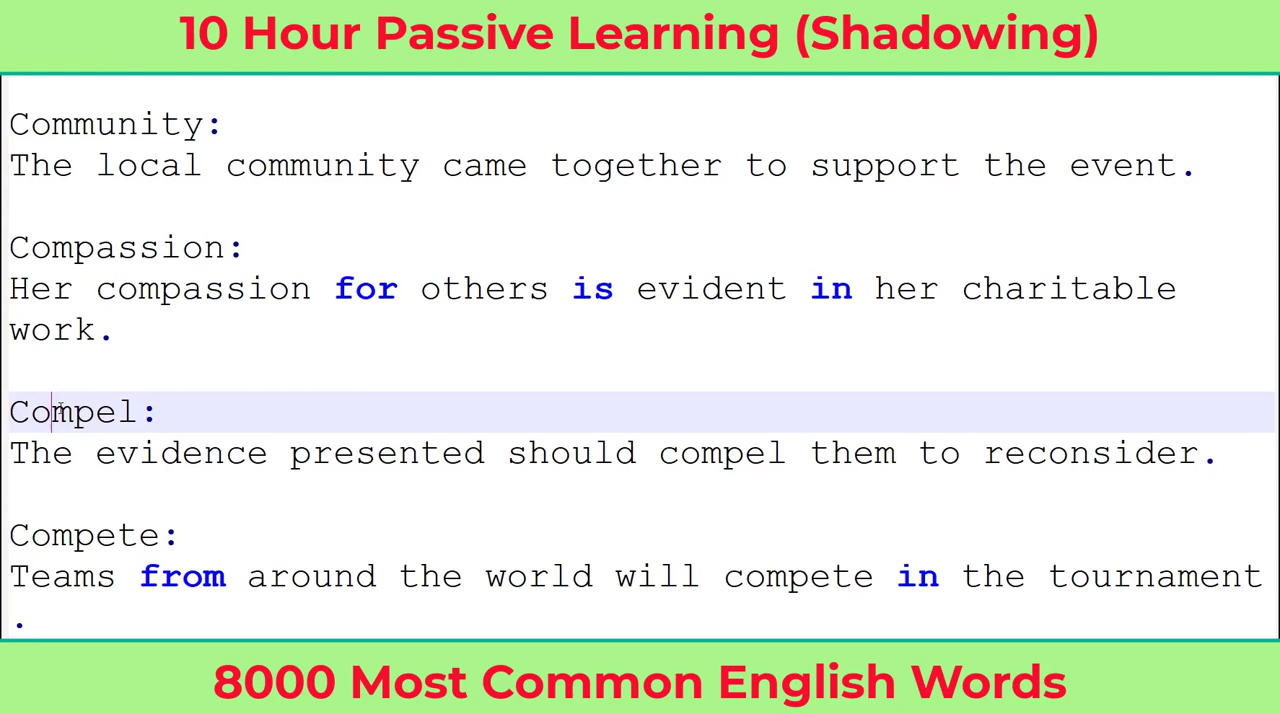 10 Hour Passive Learning (Shadowing)
Community:
The local community came together to support the event.
Compassion:
Her compassion for others is evident in her charitable
work.
Compel:
The evidence presented should compel them to reconsider.
Compete:
Teams from around the world will compete in the tournament
.
8000 Most Common English Words